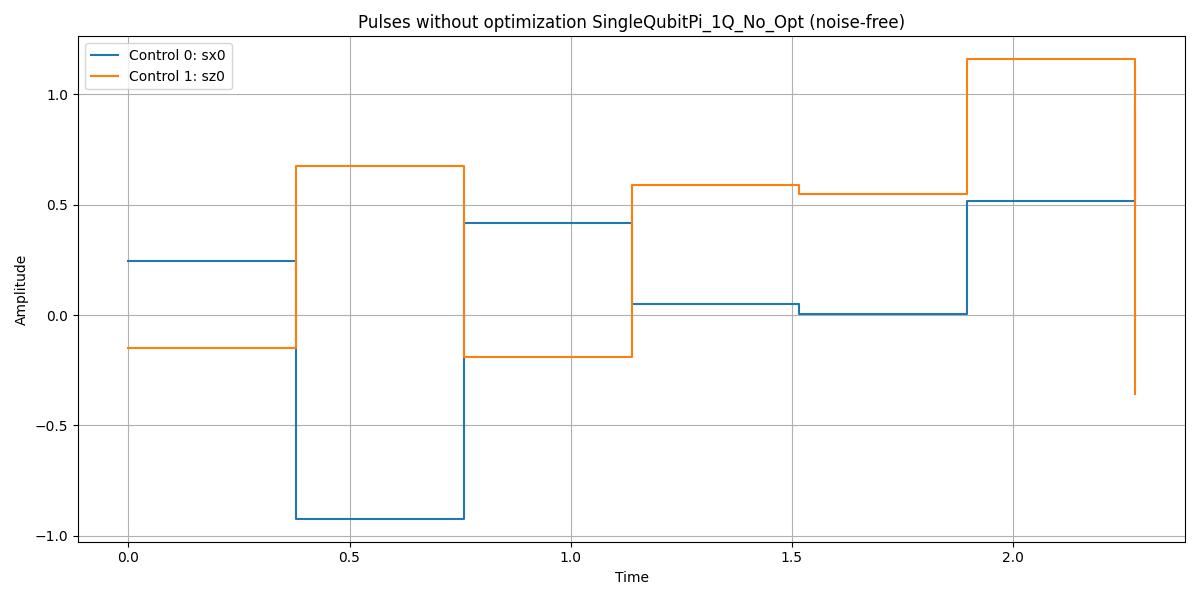 Pulses without optimization SingleQubitPi_1Q_No_Opt (noise-free)
Control 0: sx0
Control 1: sz0
Amplitude
1.0
0.5
0.0
−0.5
−1.0
0.0
0.5
1.0
1.5
2.0
Time